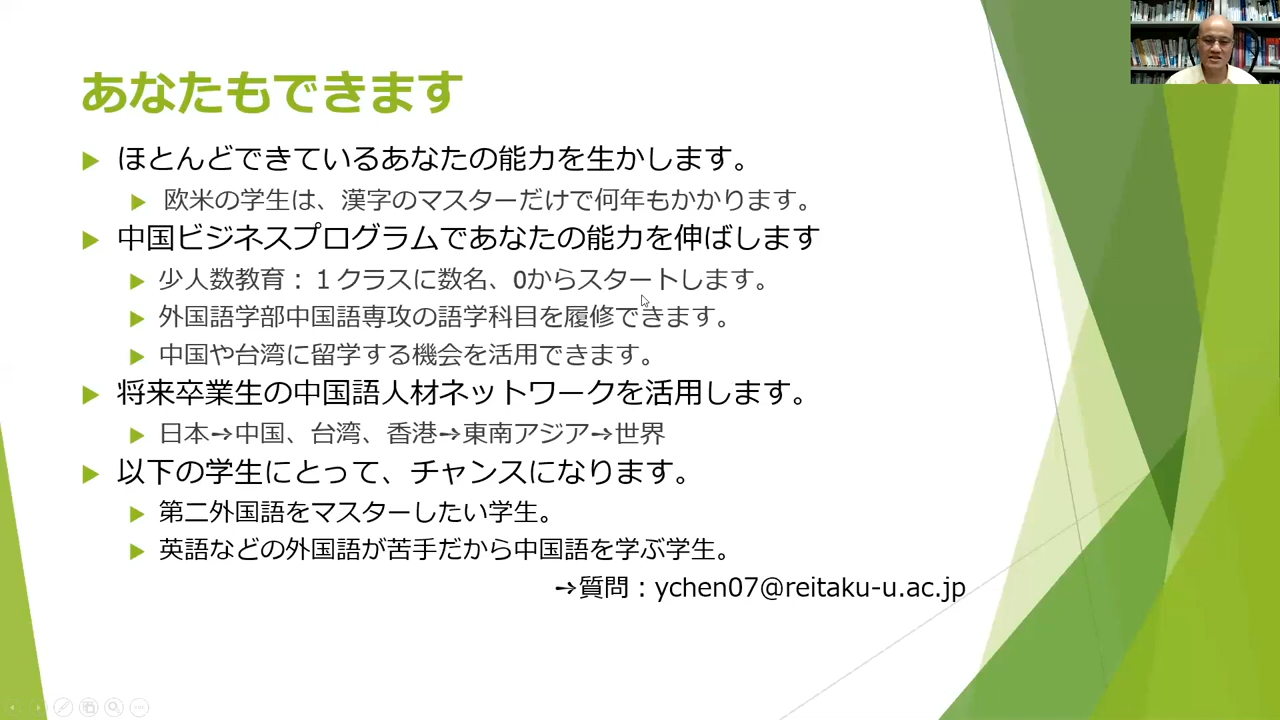 あなたもできます
ほとんどできているあなたの能力を生かします。
欧米の学生は、漢字のマスターだけで何年もかかります。
中国ビジネスプログラムであなたの能力を伸ばします
少人数教育：１クラスに数名、0からスタートします。
外国語学部中国語専攻の語学科目を履修できます。
中国や台湾に留学する機会を活用できます。
将来卒業生の中国語人材ネットワークを活用します。
日本→中国、台湾、香港→東南アジア→世界
以下の学生にとって、チャンスになります。
第二外国語をマスターしたい学生。
英語などの外国語が苦手だから中国語を学ぶ学生。
→質問：ychen07@reitaku-u.ac.jp